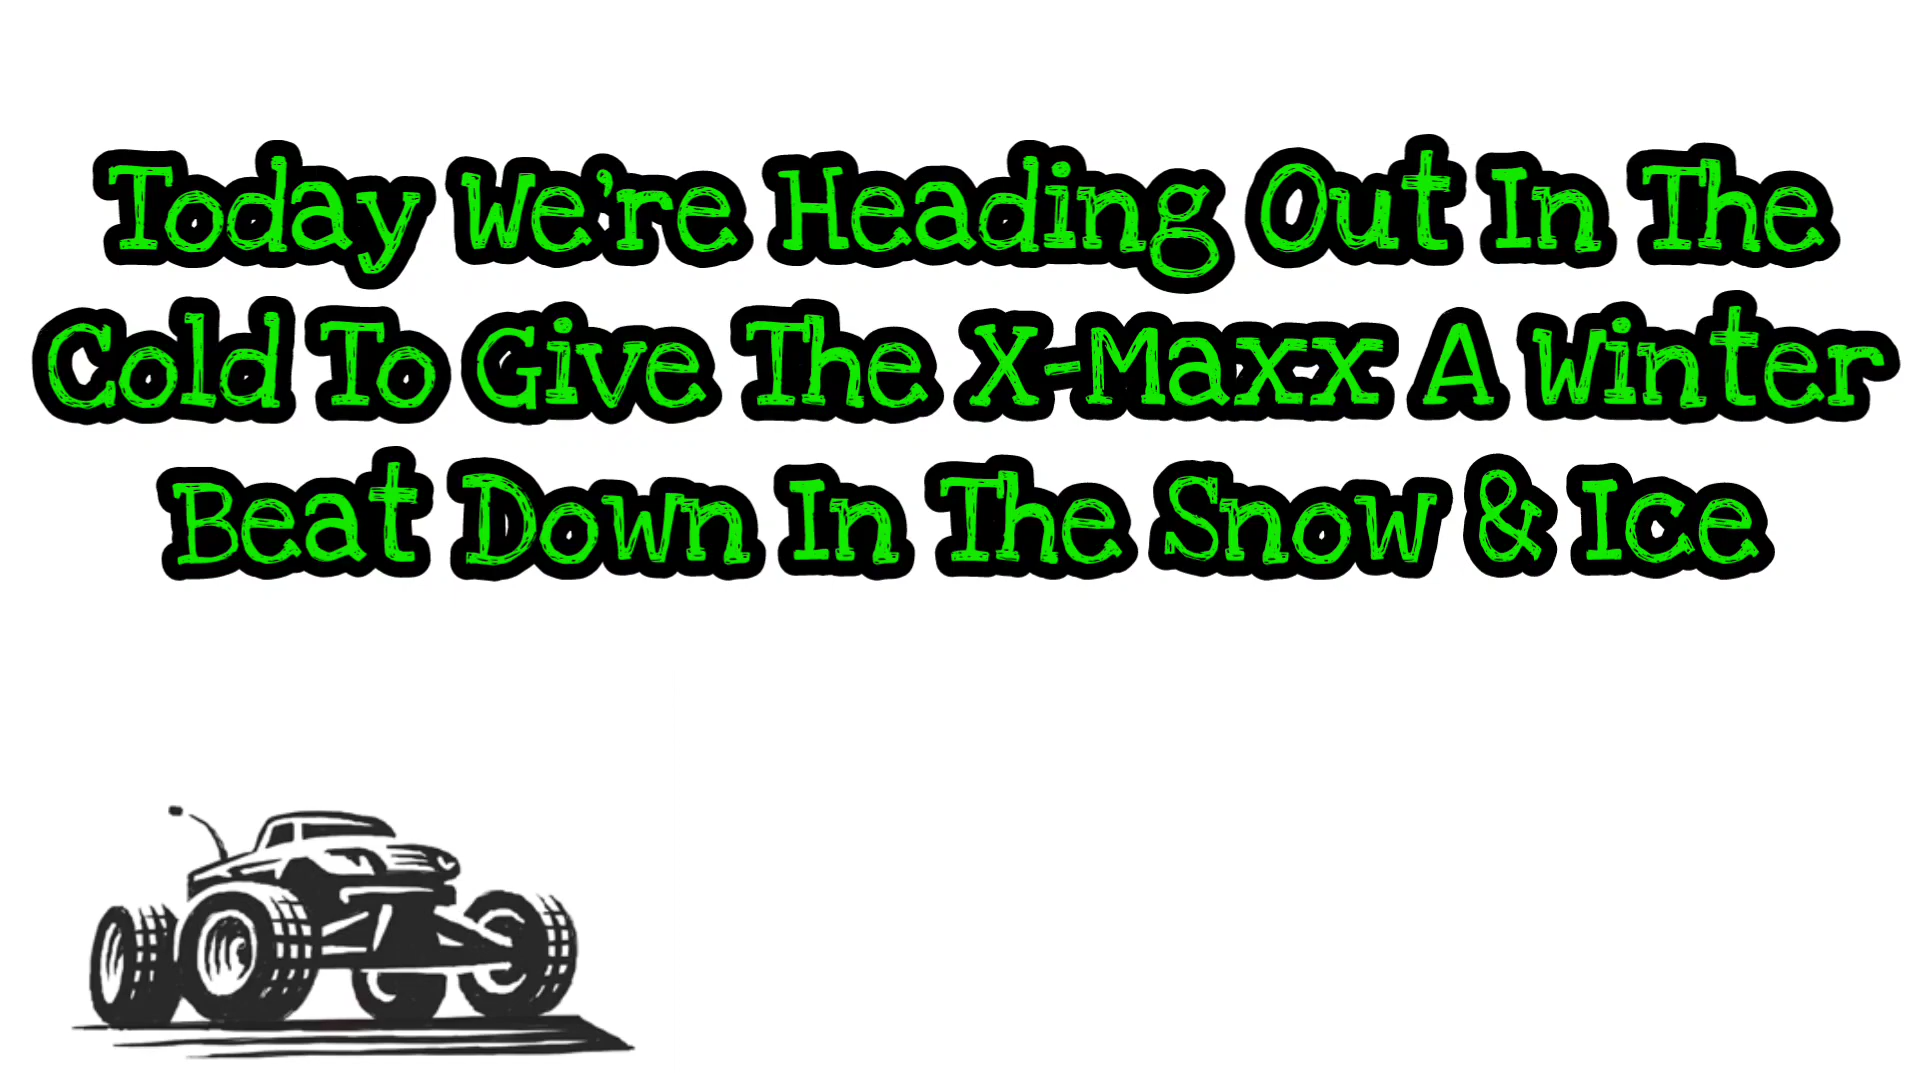 Today We're Heading Out In The
Cold To Give The X-Maxx A Winter
Beat Down In The Snow & Ice